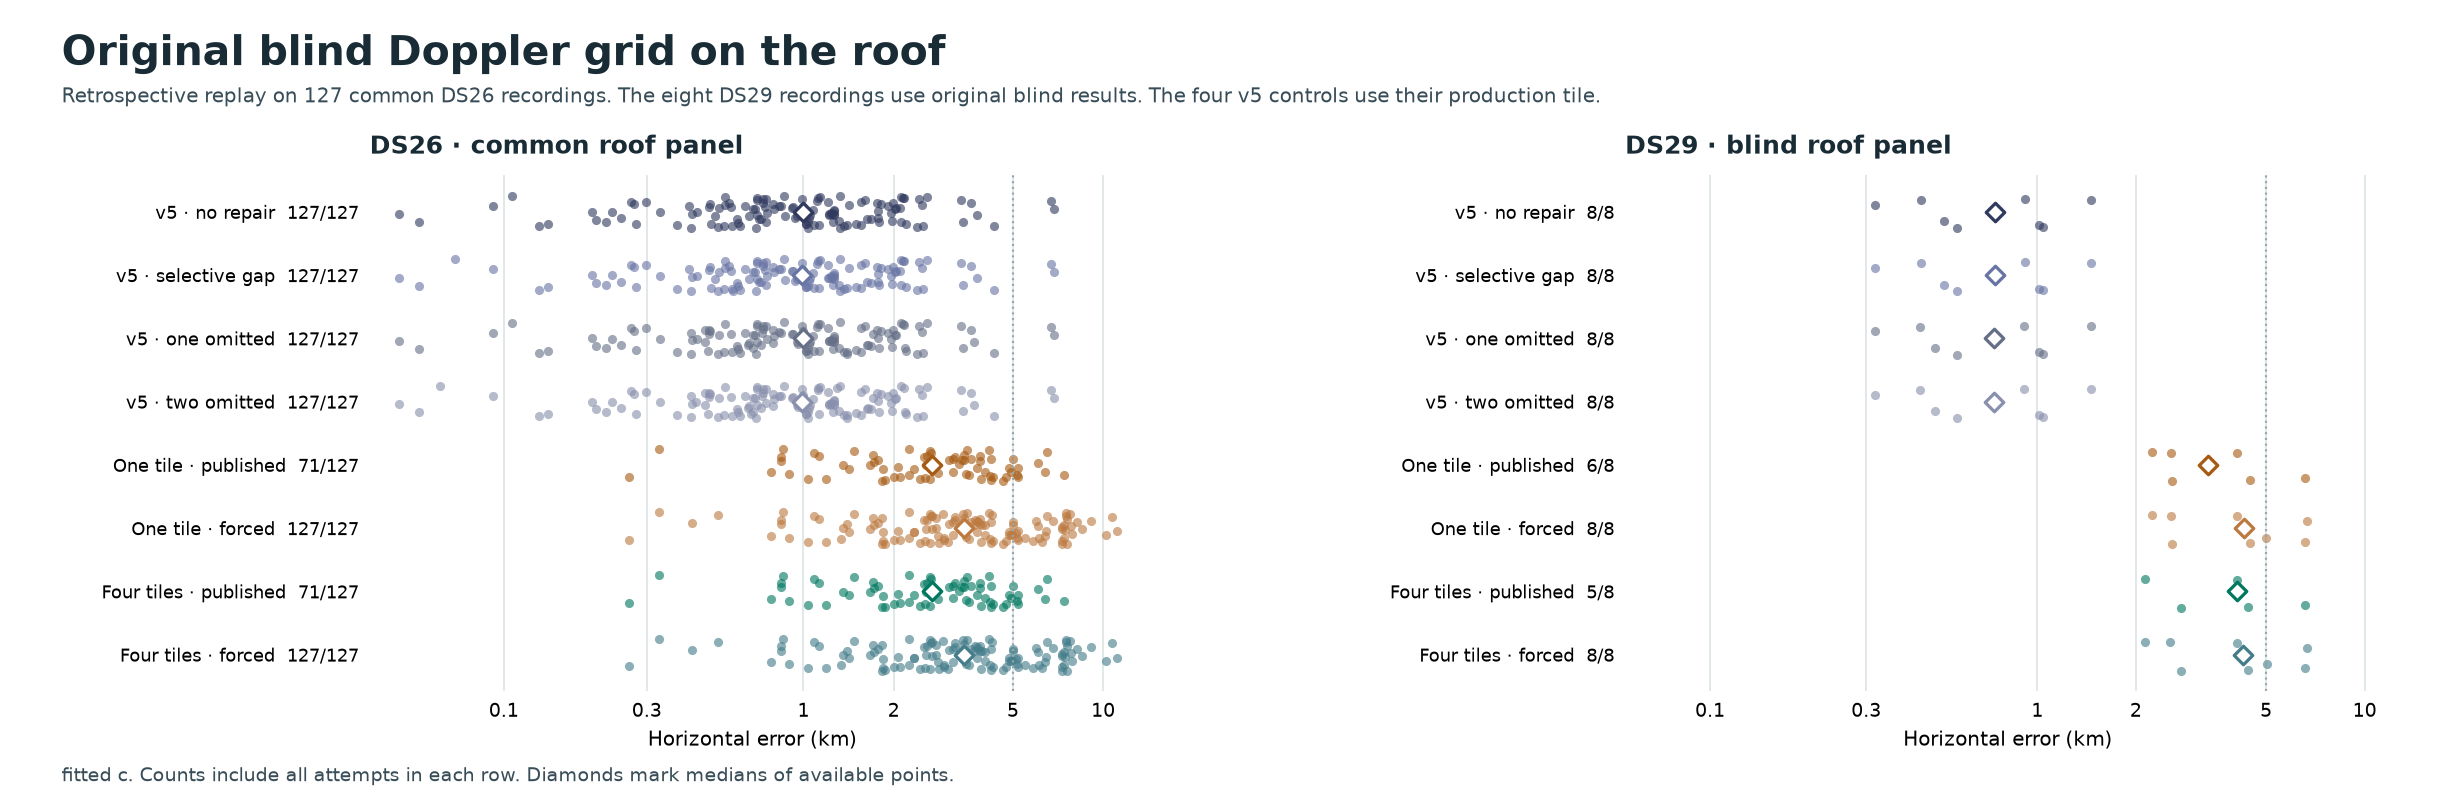 Original blind Doppler grid on the roof
Retrospective replay on 127 common DS26 recordings. The eight DS29 recordings use original blind results. The four v5 controls use their production tile.
DS26 · common roof panel
v5 · no repair 127/127
v5 · selective gap 127/127
v5 · one omitted 127/127
v5 · two omitted 127/127
One tile · published 71/127
One tile · forced 127/127
Four tiles · published 71/127
Four tiles · forced 127/127
0.1 0.3 1 2 5 10
Horizontal error (km)
DS29 · blind roof panel
v5 · no repair 8/8
v5 · selective gap 8/8
v5 · one omitted 8/8
v5 · two omitted 8/8
One tile · published 6/8
One tile · forced 8/8
Four tiles · published 5/8
Four tiles · forced 8/8
0.1 0.3 1 2 5 10
Horizontal error (km)
fitted c. Counts include all attempts in each row. Diamonds mark medians of available points.